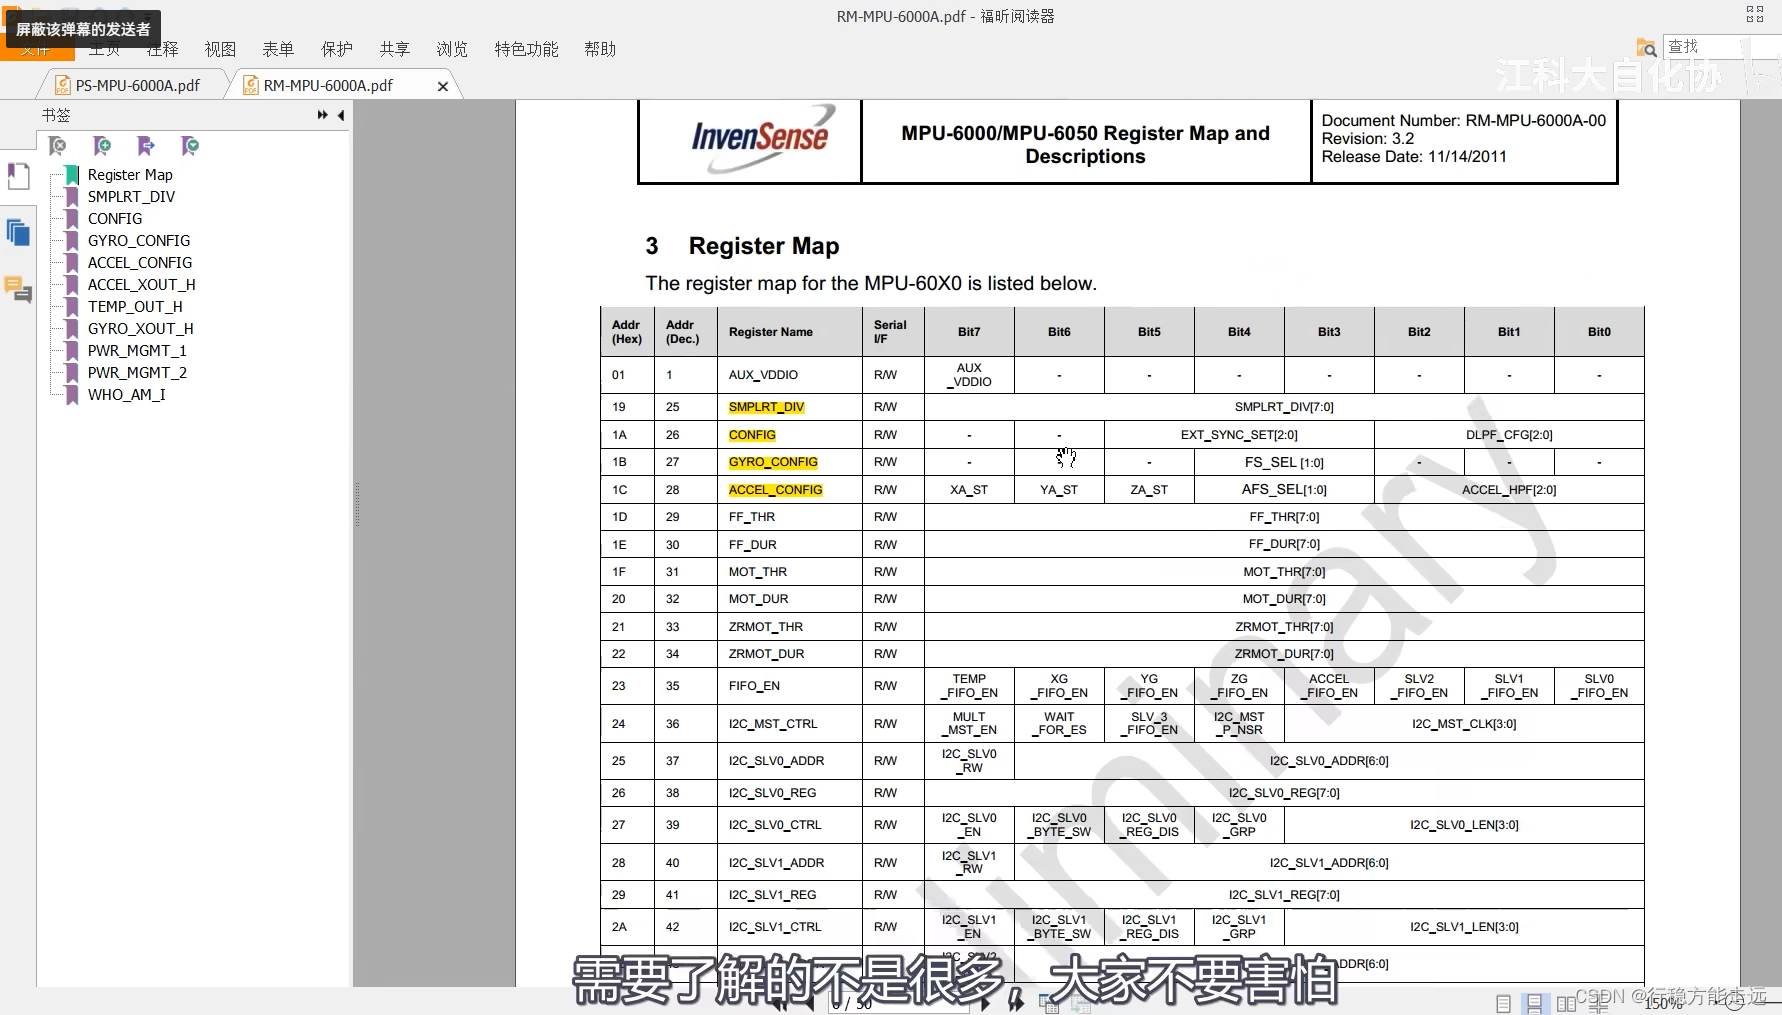 RM-MPU-6000A.pdf - 福昕阅读器
屏蔽该弹幕的发送者
文件 主页 注释 视图 表单 保护 共享 浏览 特色功能 帮助
查找
江科大自化协
PS-MPU-6000A.pdf RM-MPU-6000A.pdf
书签
Register Map
SMPLRT_DIV
CONFIG
GYRO_CONFIG
ACCEL_CONFIG
ACCEL_XOUT_H
TEMP_OUT_H
GYRO_XOUT_H
PWR_MGMT_1
PWR_MGMT_2
WHO_AM_I
InvenSense
MPU-6000/MPU-6050 Register Map and
Descriptions
Document Number: RM-MPU-6000A-00
Revision: 3.2
Release Date: 11/14/2011
3 Register Map
The register map for the MPU-60X0 is listed below.
Addr (Hex) Addr (Dec.) Register Name Serial I/F Bit7 Bit6 Bit5 Bit4 Bit3 Bit2 Bit1 Bit0
01 1 AUX_VDDIO R/W AUX _VDDIO - - - - - - -
19 25 SMPLRT_DIV R/W SMPLRT_DIV[7:0]
1A 26 CONFIG R/W - - EXT_SYNC_SET[2:0] DLPF_CFG[2:0]
1B 27 GYRO_CONFIG R/W - - FS_SEL [1:0] - - -
1C 28 ACCEL_CONFIG R/W XA_ST YA_ST ZA_ST AFS_SEL[1:0] ACCEL_HPF[2:0]
1D 29 FF_THR R/W FF_THR[7:0]
1E 30 FF_DUR R/W FF_DUR[7:0]
1F 31 MOT_THR R/W MOT_THR[7:0]
20 32 MOT_DUR R/W MOT_DUR[7:0]
21 33 ZRMOT_THR R/W ZRMOT_THR[7:0]
22 34 ZRMOT_DUR R/W ZRMOT_DUR[7:0]
23 35 FIFO_EN R/W TEMP _FIFO_EN XG _FIFO_EN YG _FIFO_EN ZG _FIFO_EN ACCEL _FIFO_EN SLV2 _FIFO_EN SLV1 _FIFO_EN SLV0 _FIFO_EN
24 36 I2C_MST_CTRL R/W MULT _MST_EN WAIT _FOR_ES SLV_3 _FIFO_EN I2C_MST _P_NSR I2C_MST_CLK[3:0]
25 37 I2C_SLV0_ADDR R/W I2C_SLV0 _RW I2C_SLV0_ADDR[6:0]
26 38 I2C_SLV0_REG R/W I2C_SLV0_REG[7:0]
27 39 I2C_SLV0_CTRL R/W I2C_SLV0 _EN I2C_SLV0 _BYTE_SW I2C_SLV0 _REG_DIS I2C_SLV0 _GRP I2C_SLV0_LEN[3:0]
28 40 I2C_SLV1_ADDR R/W I2C_SLV1 _RW I2C_SLV1_ADDR[6:0]
29 41 I2C_SLV1_REG R/W I2C_SLV1_REG[7:0]
2A 42 I2C_SLV1_CTRL R/W I2C_SLV1 _EN I2C_SLV1 _BYTE_SW I2C_SLV1 _REG_DIS I2C_SLV1 _GRP I2C_SLV1_LEN[3:0]
_ADDR[6:0]
liminary
需要了解的不是很多，大家不要害怕
6 / 50
150%
CSDN @行稳方能走远